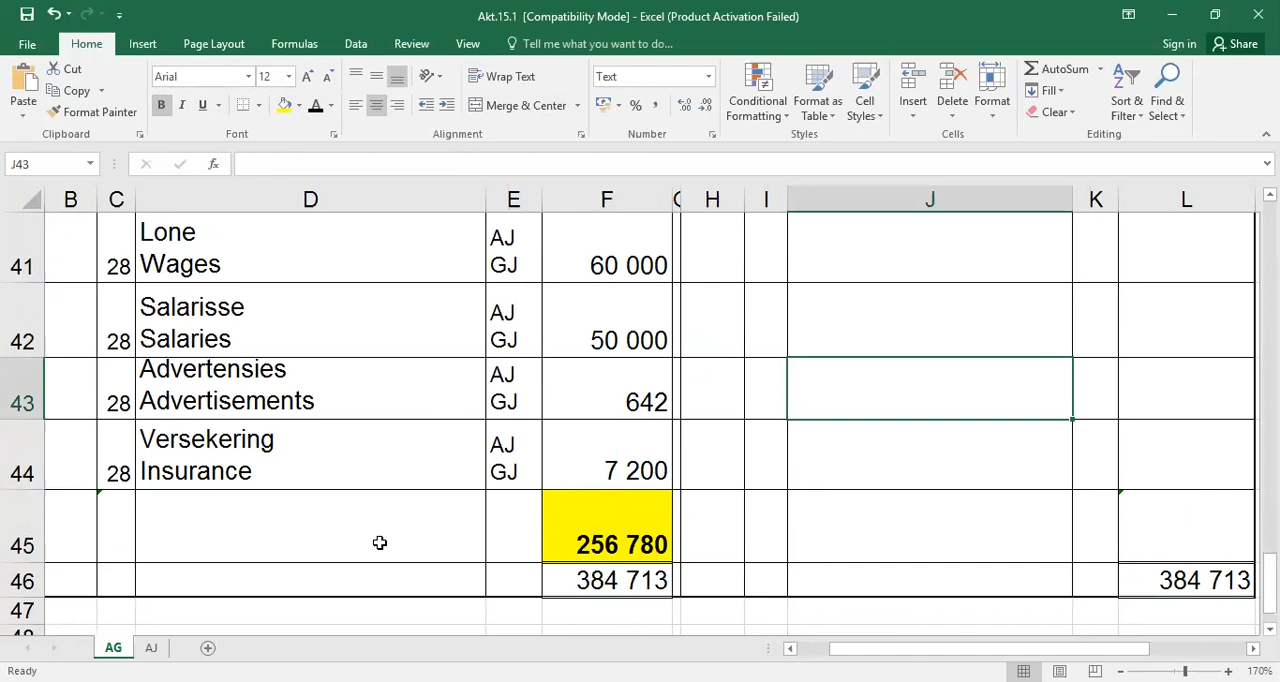 Akt.15.1 [Compatibility Mode] - Excel (Product Activation Failed)
File Home Insert Page Layout Formulas Data Review View Tell me what you want to do... Sign in Share
Paste
Cut
Copy
Format Painter
Clipboard
Arial 12
B I U
Font
Wrap Text
Merge & Center
Alignment
Text
Number
Conditional Formatting
Format as Table
Cell Styles
Styles
Insert Delete Format
Cells
AutoSum
Fill
Clear
Sort & Filter
Find & Select
Editing
J43 fx
B C D E F G H I J K L
41 28 Lone Wages AJ GJ 60 000
42 28 Salarisse Salaries AJ GJ 50 000
43 28 Advertensies Advertisements AJ GJ 642
44 28 Versekering Insurance AJ GJ 7 200
45 256 780
46 384 713 384 713
47
48
AG AJ
Ready 170%